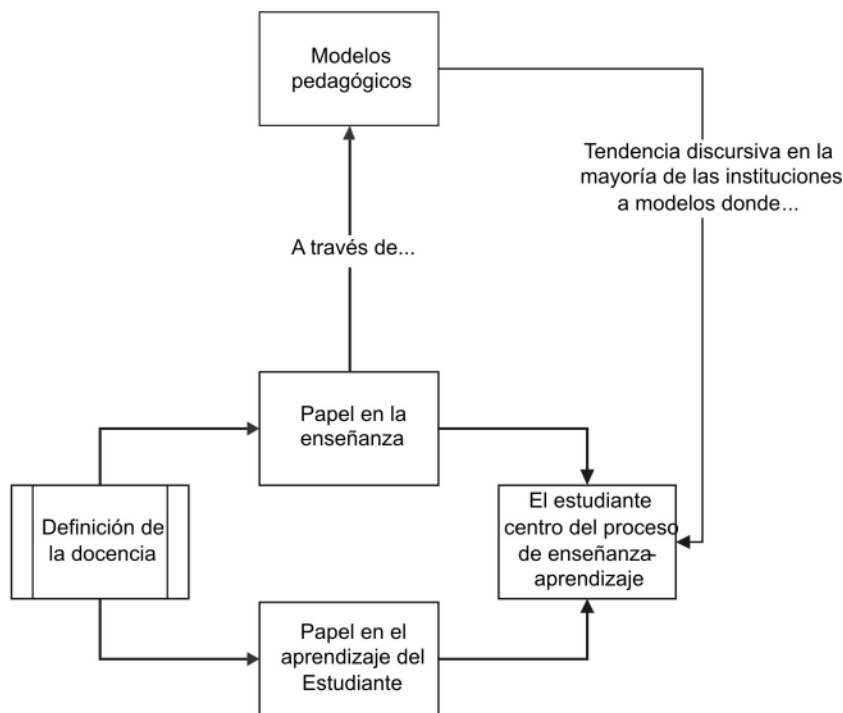 Modelos
pedagógicos
Tendencia discursiva en la
mayoría de las instituciones
a modelos donde...
A través de...
Papel en la
enseñanza
Definición de
la docencia
El estudiante
centro del proceso
de enseñanza-
aprendizaje
Papel en el
aprendizaje del
Estudiante